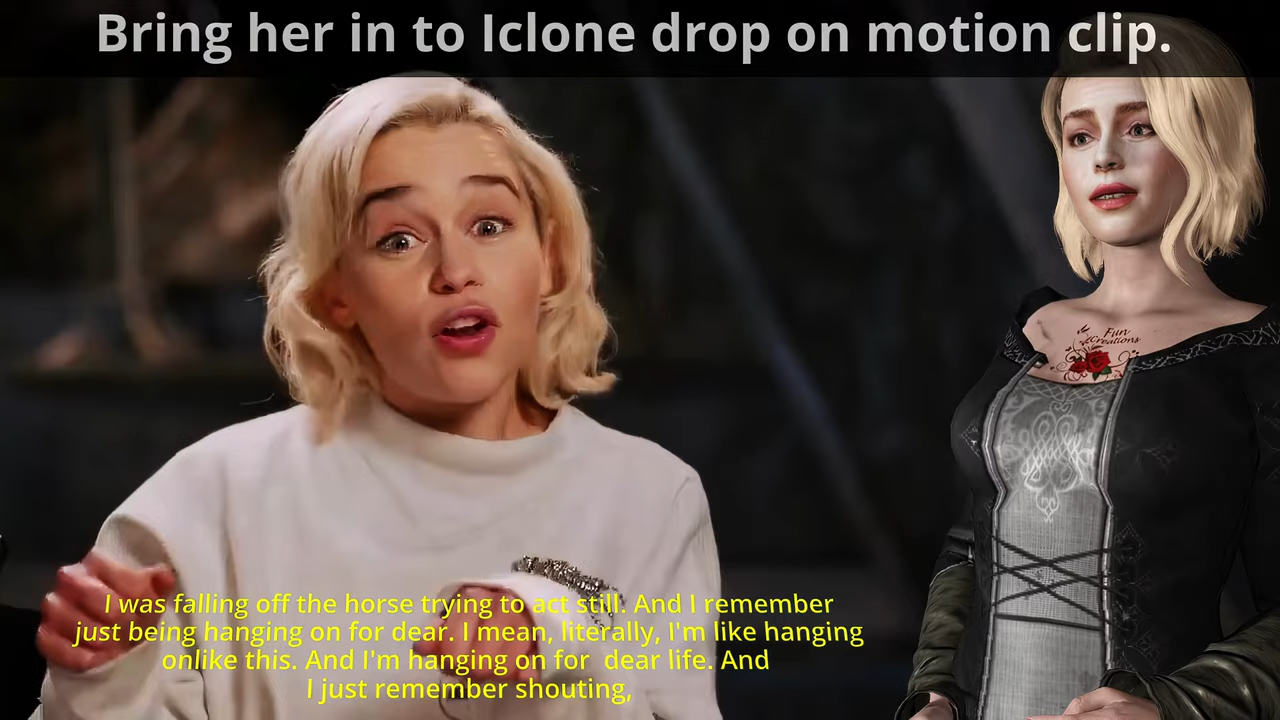 Bring her in to Iclone drop on motion clip.
Fun
Creations
I was falling off the horse trying to act still. And I remember
just being hanging on for dear. I mean, literally, I'm like hanging
onlike this. And I'm hanging on for  dear life. And
I just remember shouting,